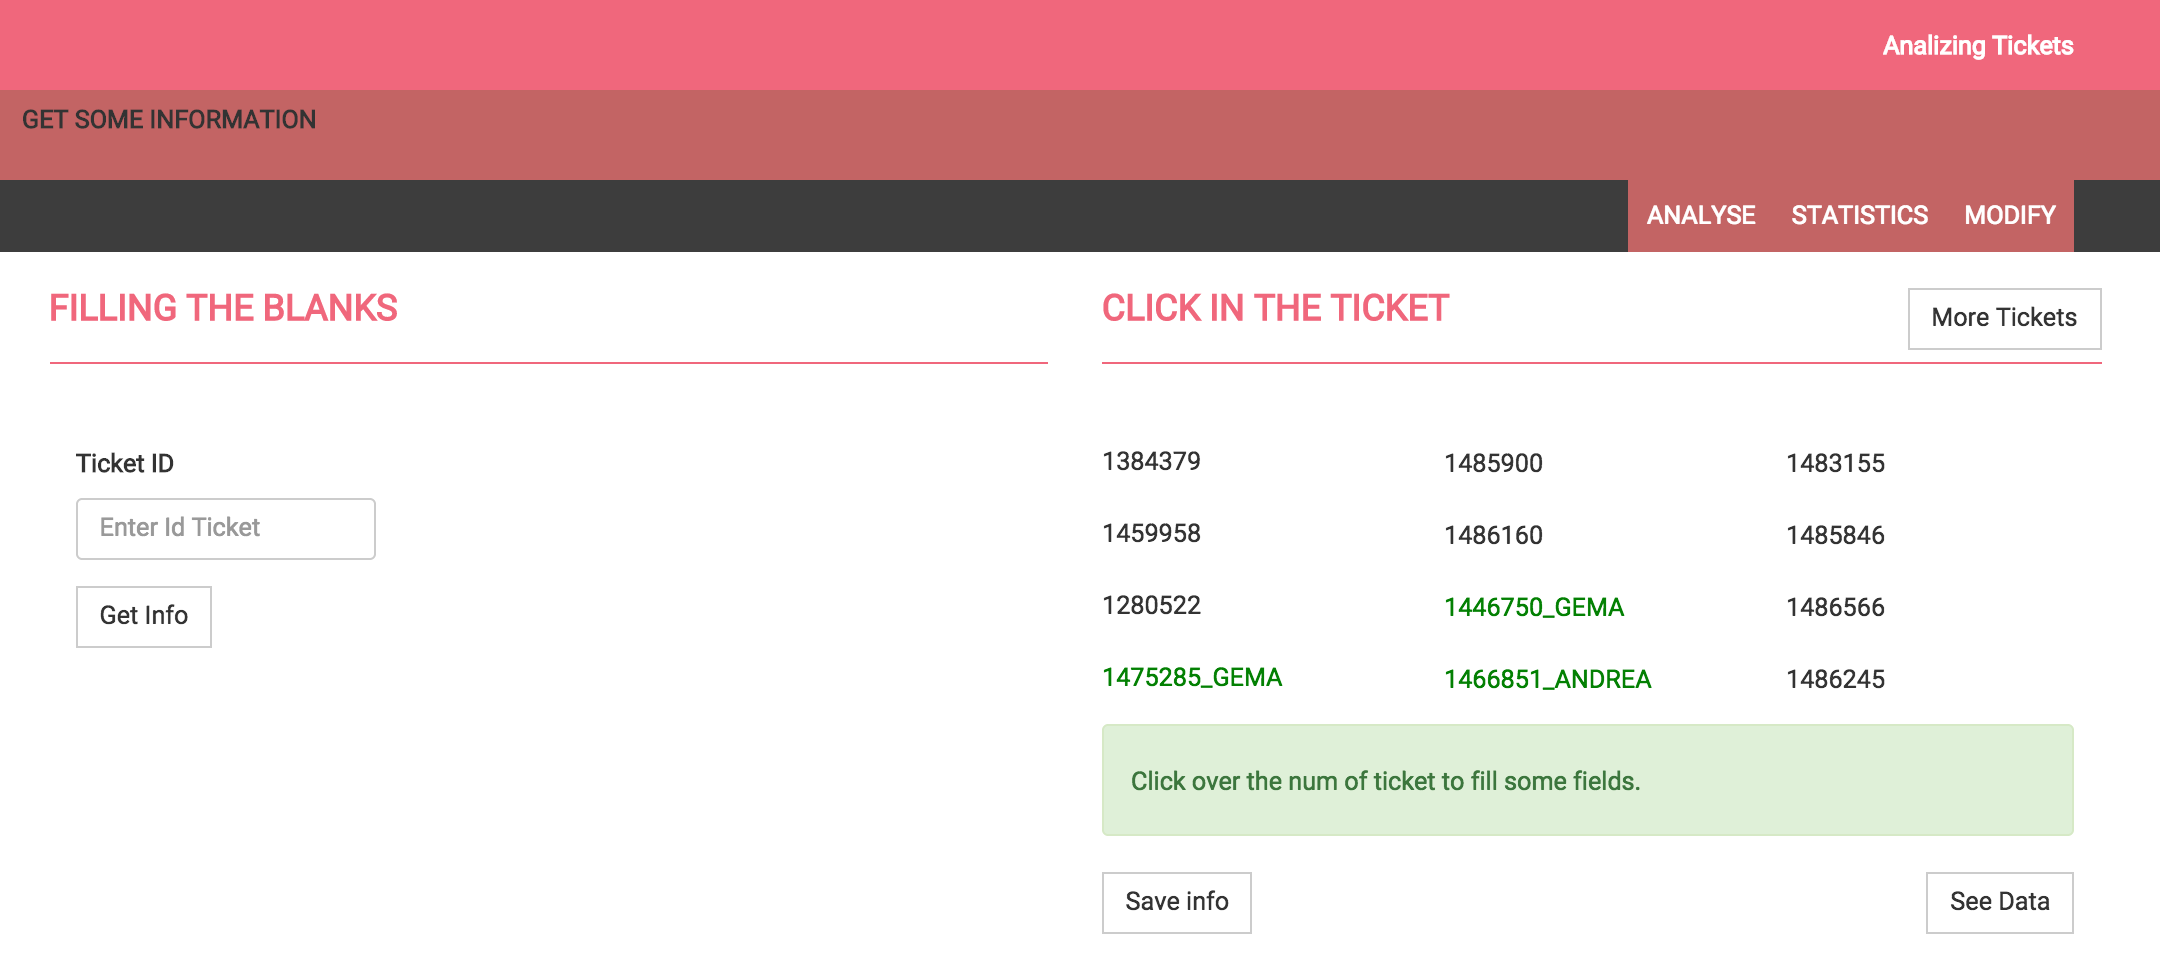 Analizing Tickets
GET SOME INFORMATION
ANALYSE STATISTICS MODIFY
FILLING THE BLANKS
Ticket ID
Enter Id Ticket
Get Info
CLICK IN THE TICKET
More Tickets
1384379 1485900 1483155
1459958 1486160 1485846
1280522 1446750_GEMA 1486566
1475285_GEMA 1466851_ANDREA 1486245
Click over the num of ticket to fill some fields.
Save info See Data